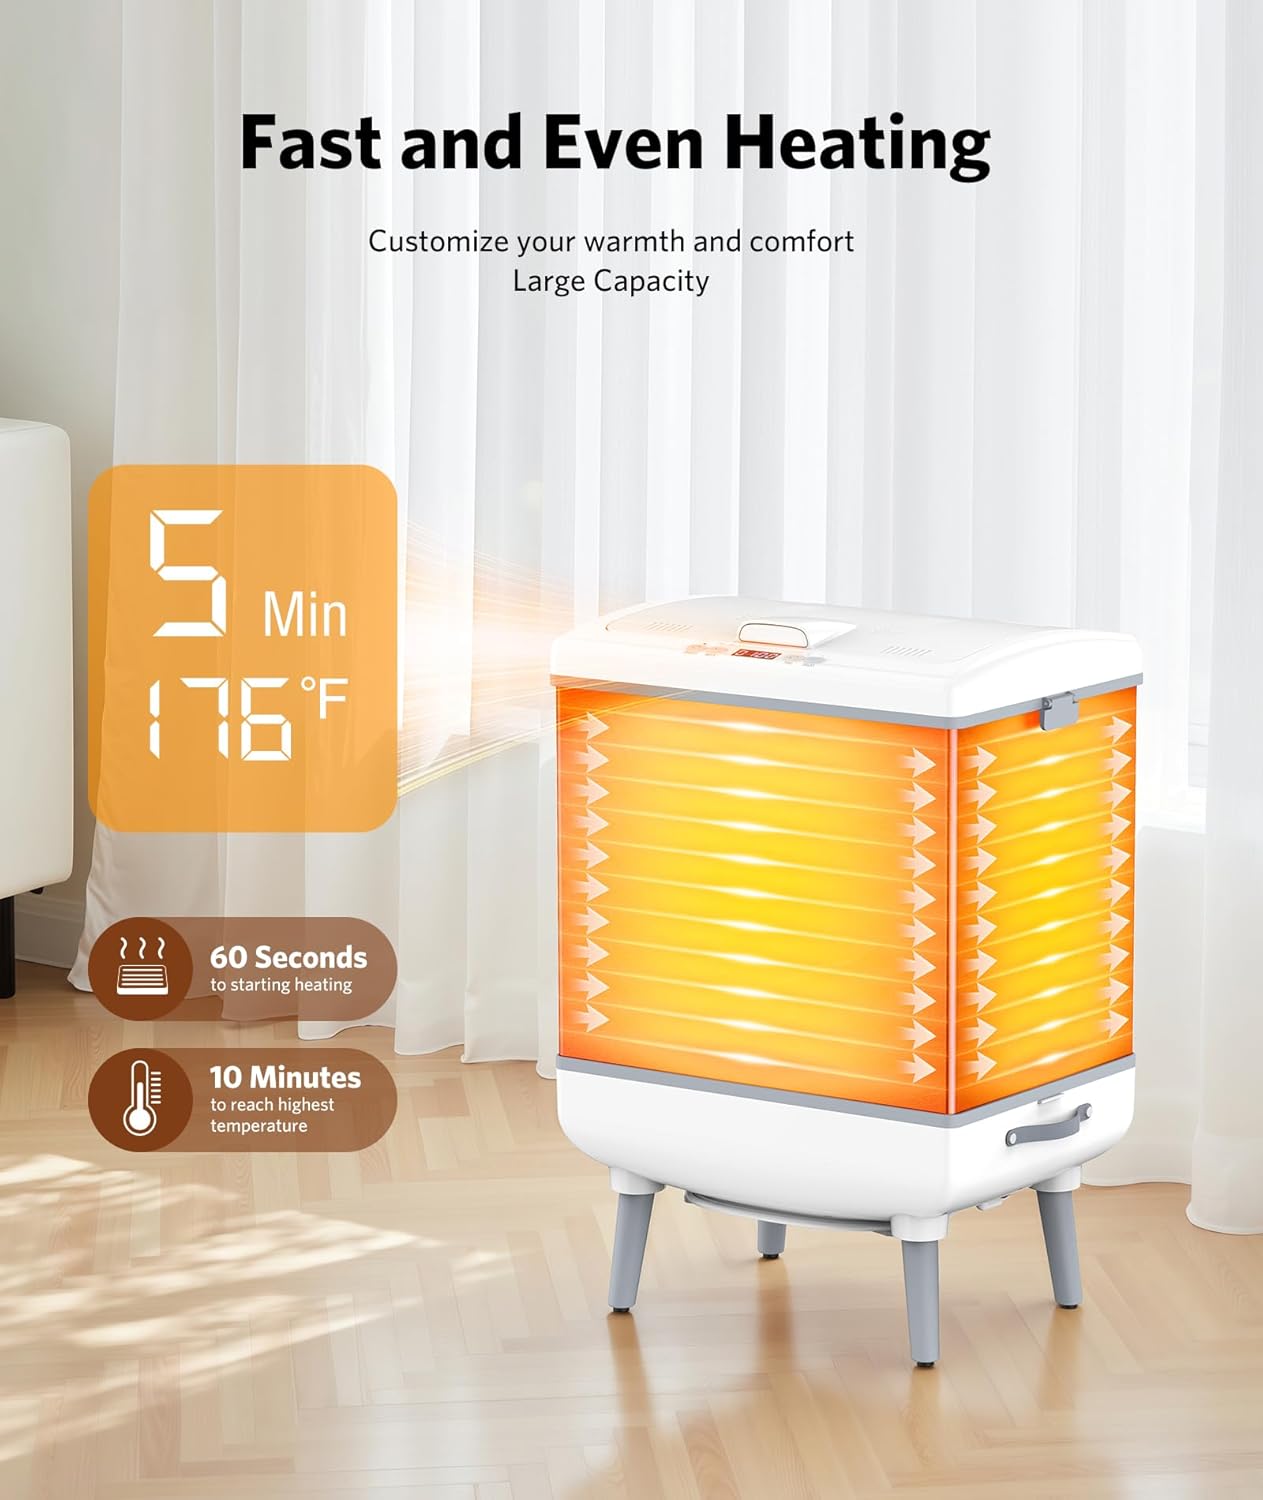 Fast and Even Heating
Customize your warmth and comfort
Large Capacity
5 Min
176 °F
60 Seconds
to starting heating
10 Minutes
to reach highest
temperature